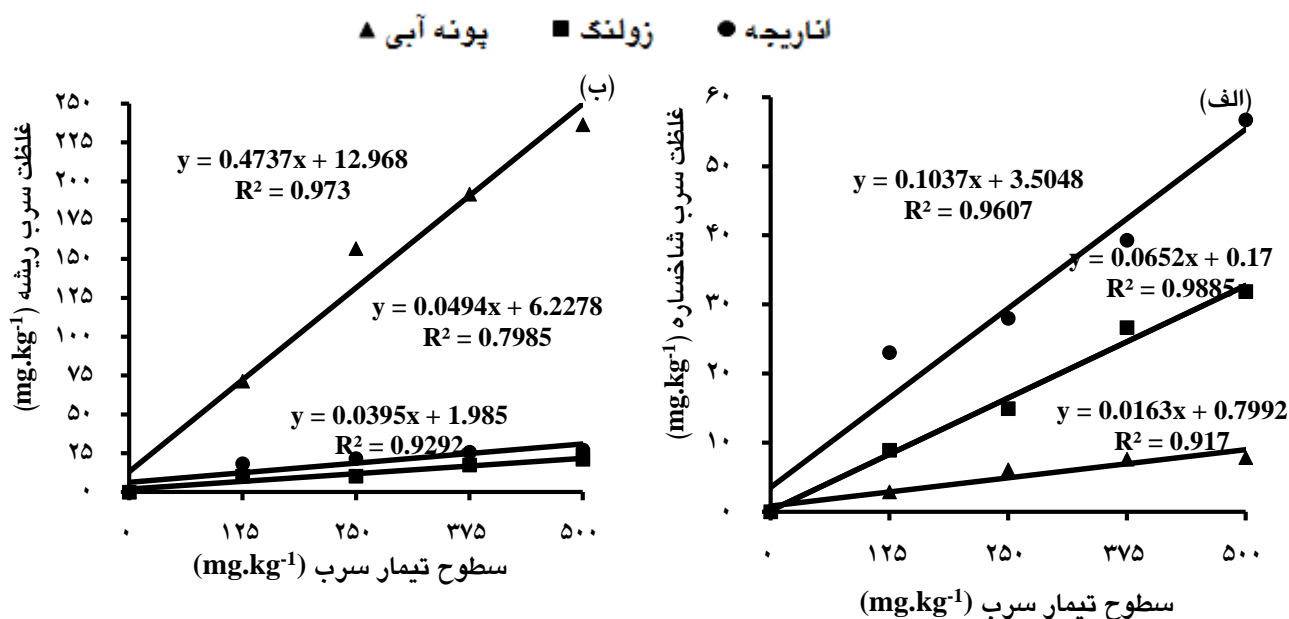 اناریجه زولنگ پونه آبی
(الف)
غلظت سرب شاخساره (mg.kg-1)
۶۰
۵۰
۴۰
۳۰
۲۰
۱۰
۰
y = 0.1037x + 3.5048
R² = 0.9607
y = 0.0652x + 0.17
R² = 0.9885
y = 0.0163x + 0.7992
R² = 0.917
۰ ۱۲۵ ۲۵۰ ۳۷۵ ۵۰۰
سطوح تیمار سرب (mg.kg-1)
(ب)
غلظت سرب ریشه (mg.kg-1)
۲۵۰
۲۲۵
۲۰۰
۱۷۵
۱۵۰
۱۲۵
۱۰۰
۷۵
۵۰
۲۵
۰
y = 0.4737x + 12.968
R² = 0.973
y = 0.0494x + 6.2278
R² = 0.7985
y = 0.0395x + 1.985
R² = 0.9292
۰ ۱۲۵ ۲۵۰ ۳۷۵ ۵۰۰
سطوح تیمار سرب (mg.kg-1)